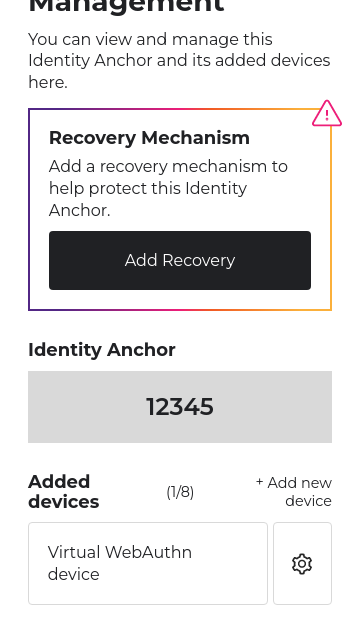 Management
You can view and manage this
Identity Anchor and its added devices
here.
Recovery Mechanism
Add a recovery mechanism to
help protect this Identity
Anchor.
Add Recovery
Identity Anchor
12345
Added
devices
(1/8)
+ Add new
device
Virtual WebAuthn
device